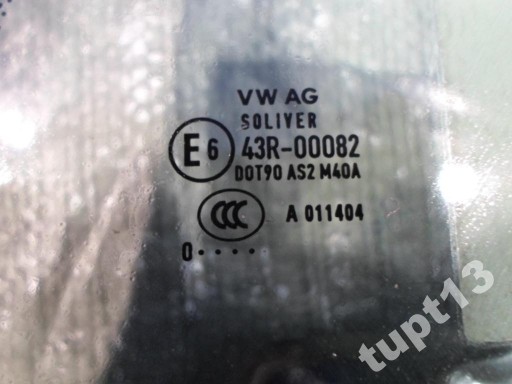 VW AG
SOLIVER
E6 43R-00082
DOT90 AS2 M40A
CCC A 011404
0· · · ·
tupt13